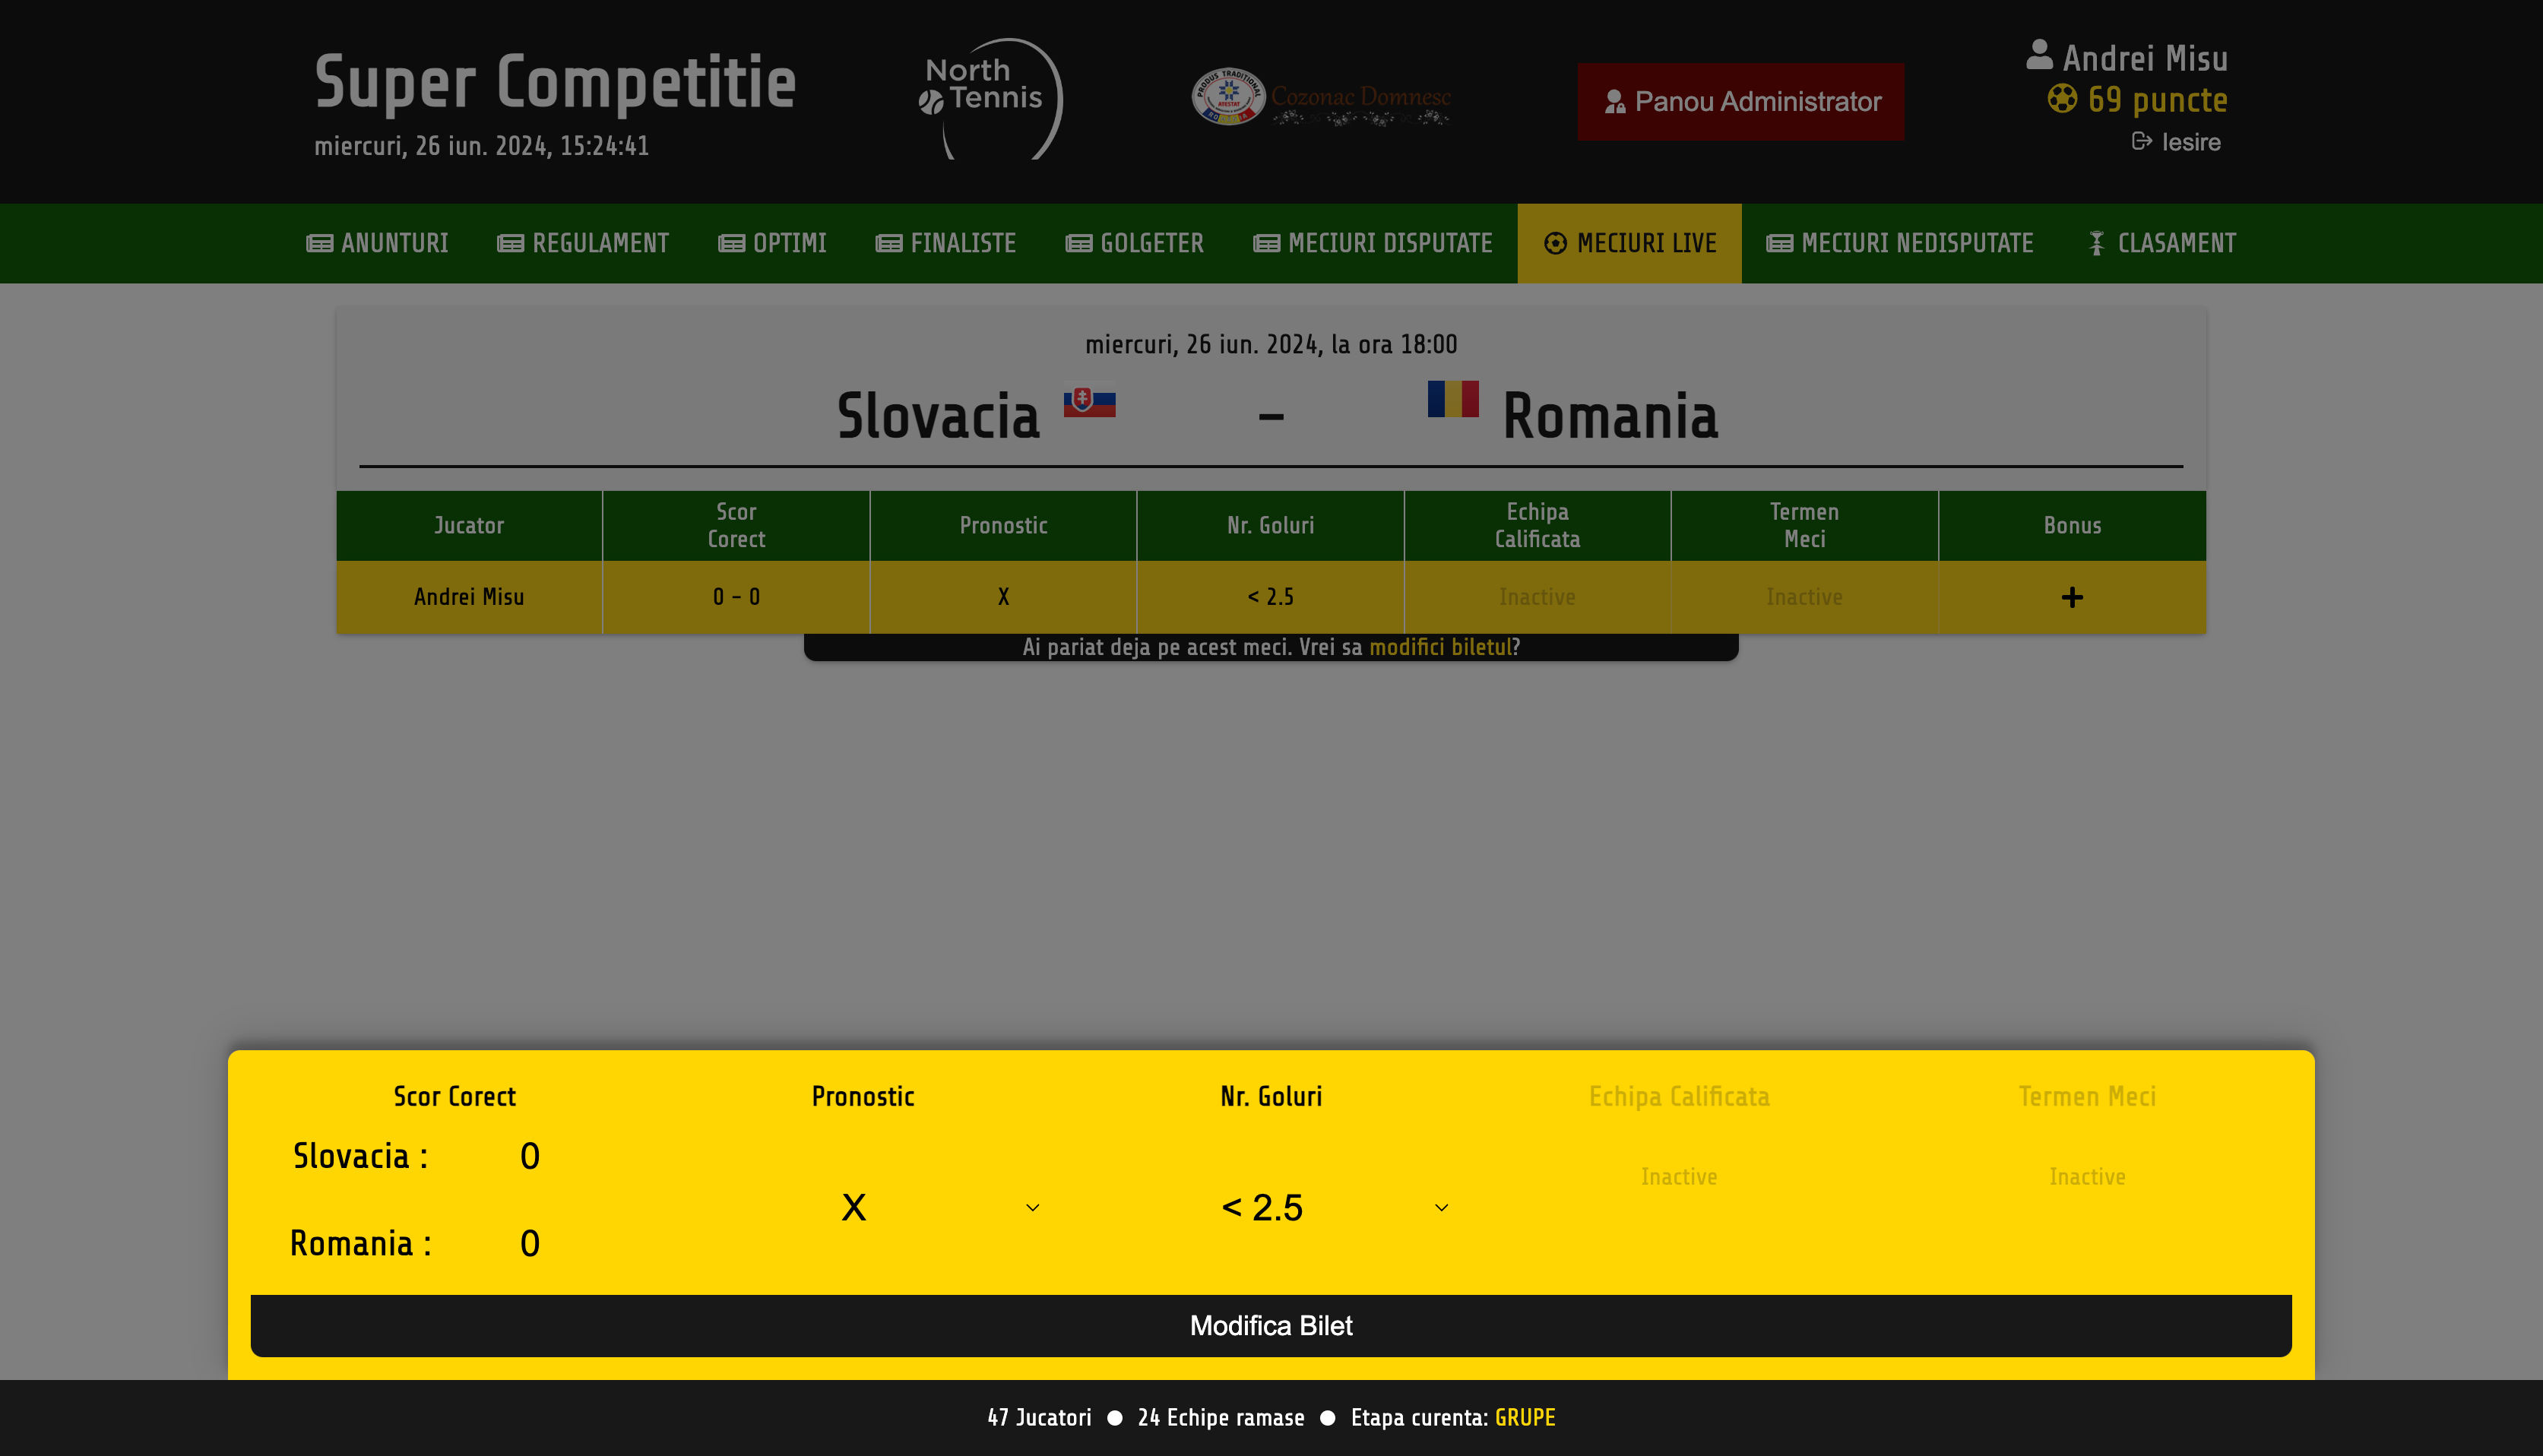 Super Competitie
miercuri, 26 iun. 2024, 15:24:41
North
Tennis
PRODUS TRADITIONAL
ATESTAT
ROMANIA
Cozonac Domnesc
Panou Administrator
Andrei Misu
69 puncte
Iesire
ANUNTURI
REGULAMENT
OPTIMI
FINALISTE
GOLGETER
MECIURI DISPUTATE
MECIURI LIVE
MECIURI NEDISPUTATE
CLASAMENT
miercuri, 26 iun. 2024, la ora 18:00
Slovacia – Romania
Jucator
Scor
Corect
Pronostic
Nr. Goluri
Echipa
Calificata
Termen
Meci
Bonus
Andrei Misu
0 - 0
X
< 2.5
Inactive
Inactive
+
Ai pariat deja pe acest meci. Vrei sa modifici biletul?
Scor Corect
Slovacia : 0
Romania : 0
Pronostic
X
Nr. Goluri
< 2.5
Echipa Calificata
Inactive
Termen Meci
Inactive
Modifica Bilet
47 Jucatori ● 24 Echipe ramase ● Etapa curenta: GRUPE